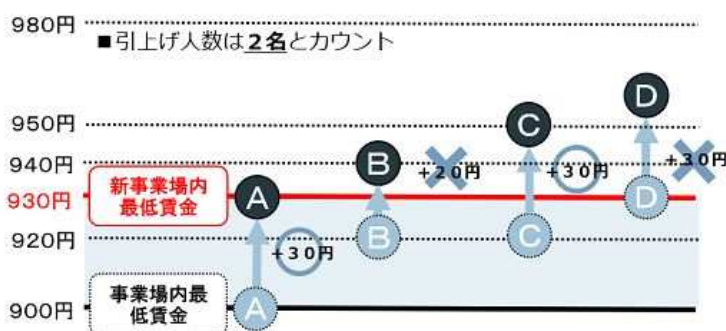 980円
■引上げ人数は2名とカウント
950円
940円
930円
920円
900円
新事業場内
最低賃金
事業場内最
低賃金
A
+30円
A
B
+20円
B
C
+30円
C
D
+30円
D